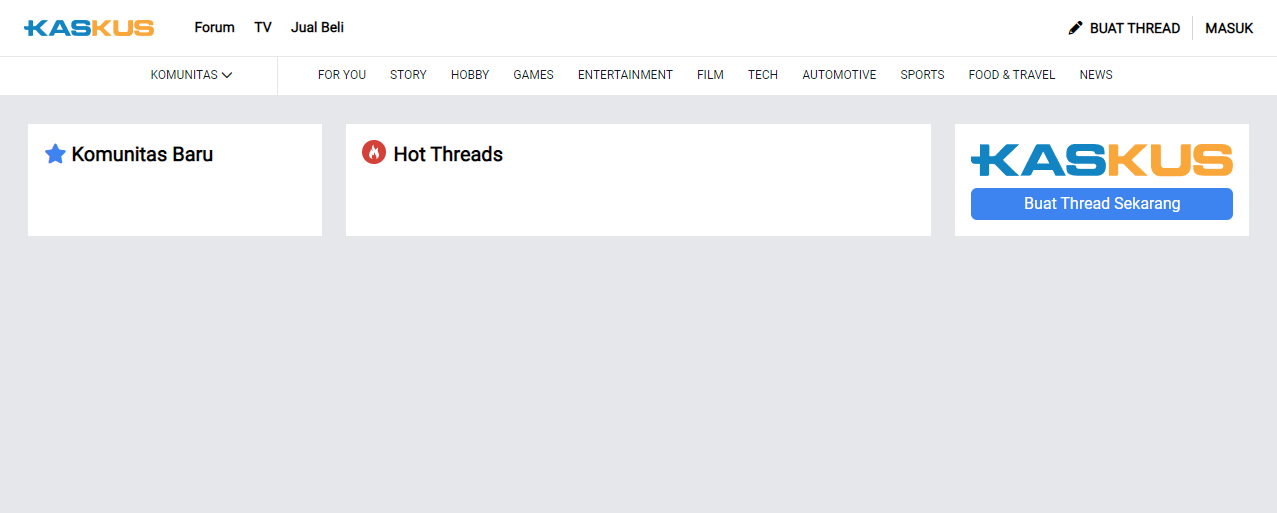 KASKUS Forum TV Jual Beli BUAT THREAD MASUK
KOMUNITAS FOR YOU STORY HOBBY GAMES ENTERTAINMENT FILM TECH AUTOMOTIVE SPORTS FOOD & TRAVEL NEWS
Komunitas Baru
Hot Threads
KASKUS
Buat Thread Sekarang